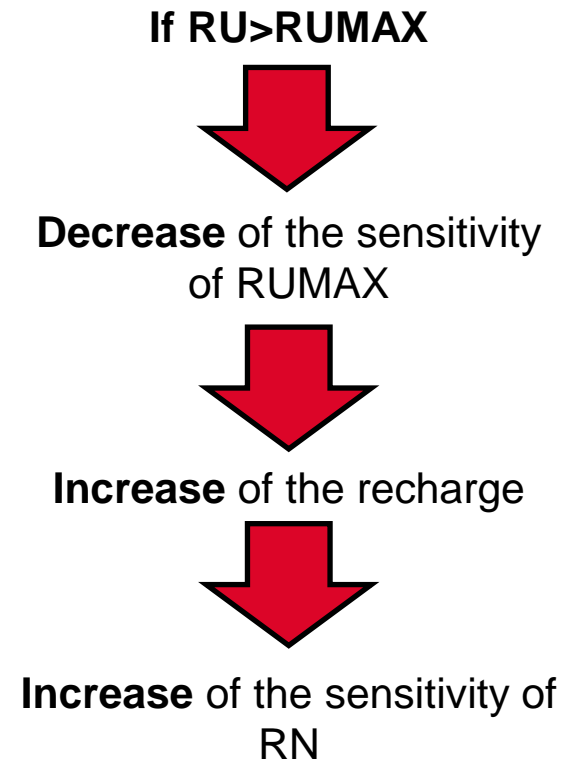 If RU>RUMAX
Decrease of the sensitivity
of RUMAX
Increase of the recharge
Increase of the sensitivity of
RN